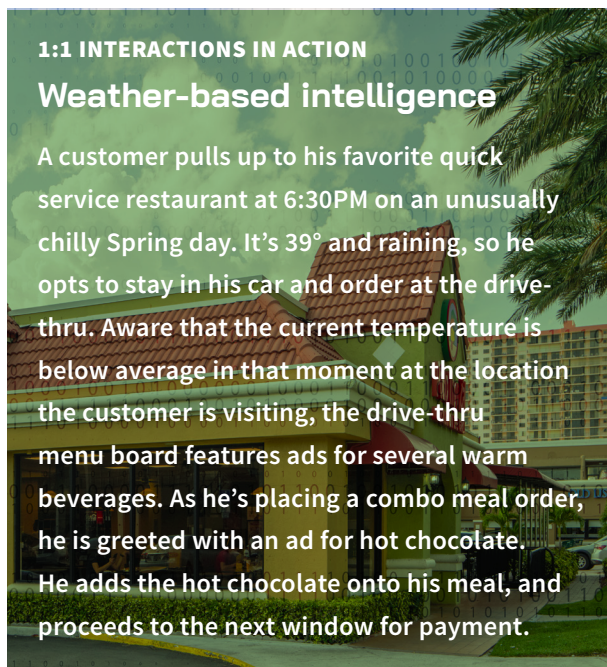 1:1 INTERACTIONS IN ACTION
Weather-based intelligence
A customer pulls up to his favorite quick
service restaurant at 6:30PM on an unusually
chilly Spring day. It’s 39° and raining, so he
opts to stay in his car and order at the drive-
thru. Aware that the current temperature is
below average in that moment at the location
the customer is visiting, the drive-thru
menu board features ads for several warm
beverages. As he’s placing a combo meal order,
he is greeted with an ad for hot chocolate.
He adds the hot chocolate onto his meal, and
proceeds to the next window for payment.